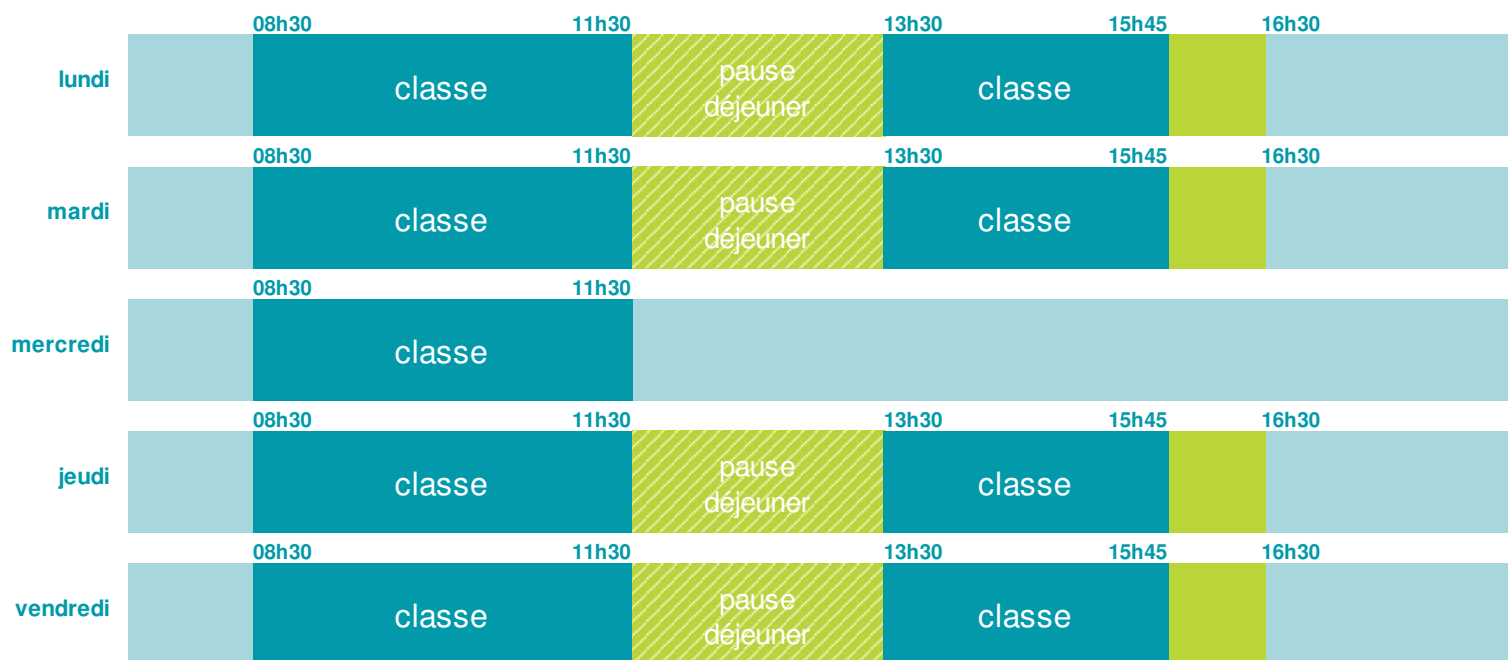 08h30 11h30 13h30 15h45 16h30
lundi classe pause déjeuner classe
08h30 11h30 13h30 15h45 16h30
mardi classe pause déjeuner classe
08h30 11h30
mercredi classe
08h30 11h30 13h30 15h45 16h30
jeudi classe pause déjeuner classe
08h30 11h30 13h30 15h45 16h30
vendredi classe pause déjeuner classe